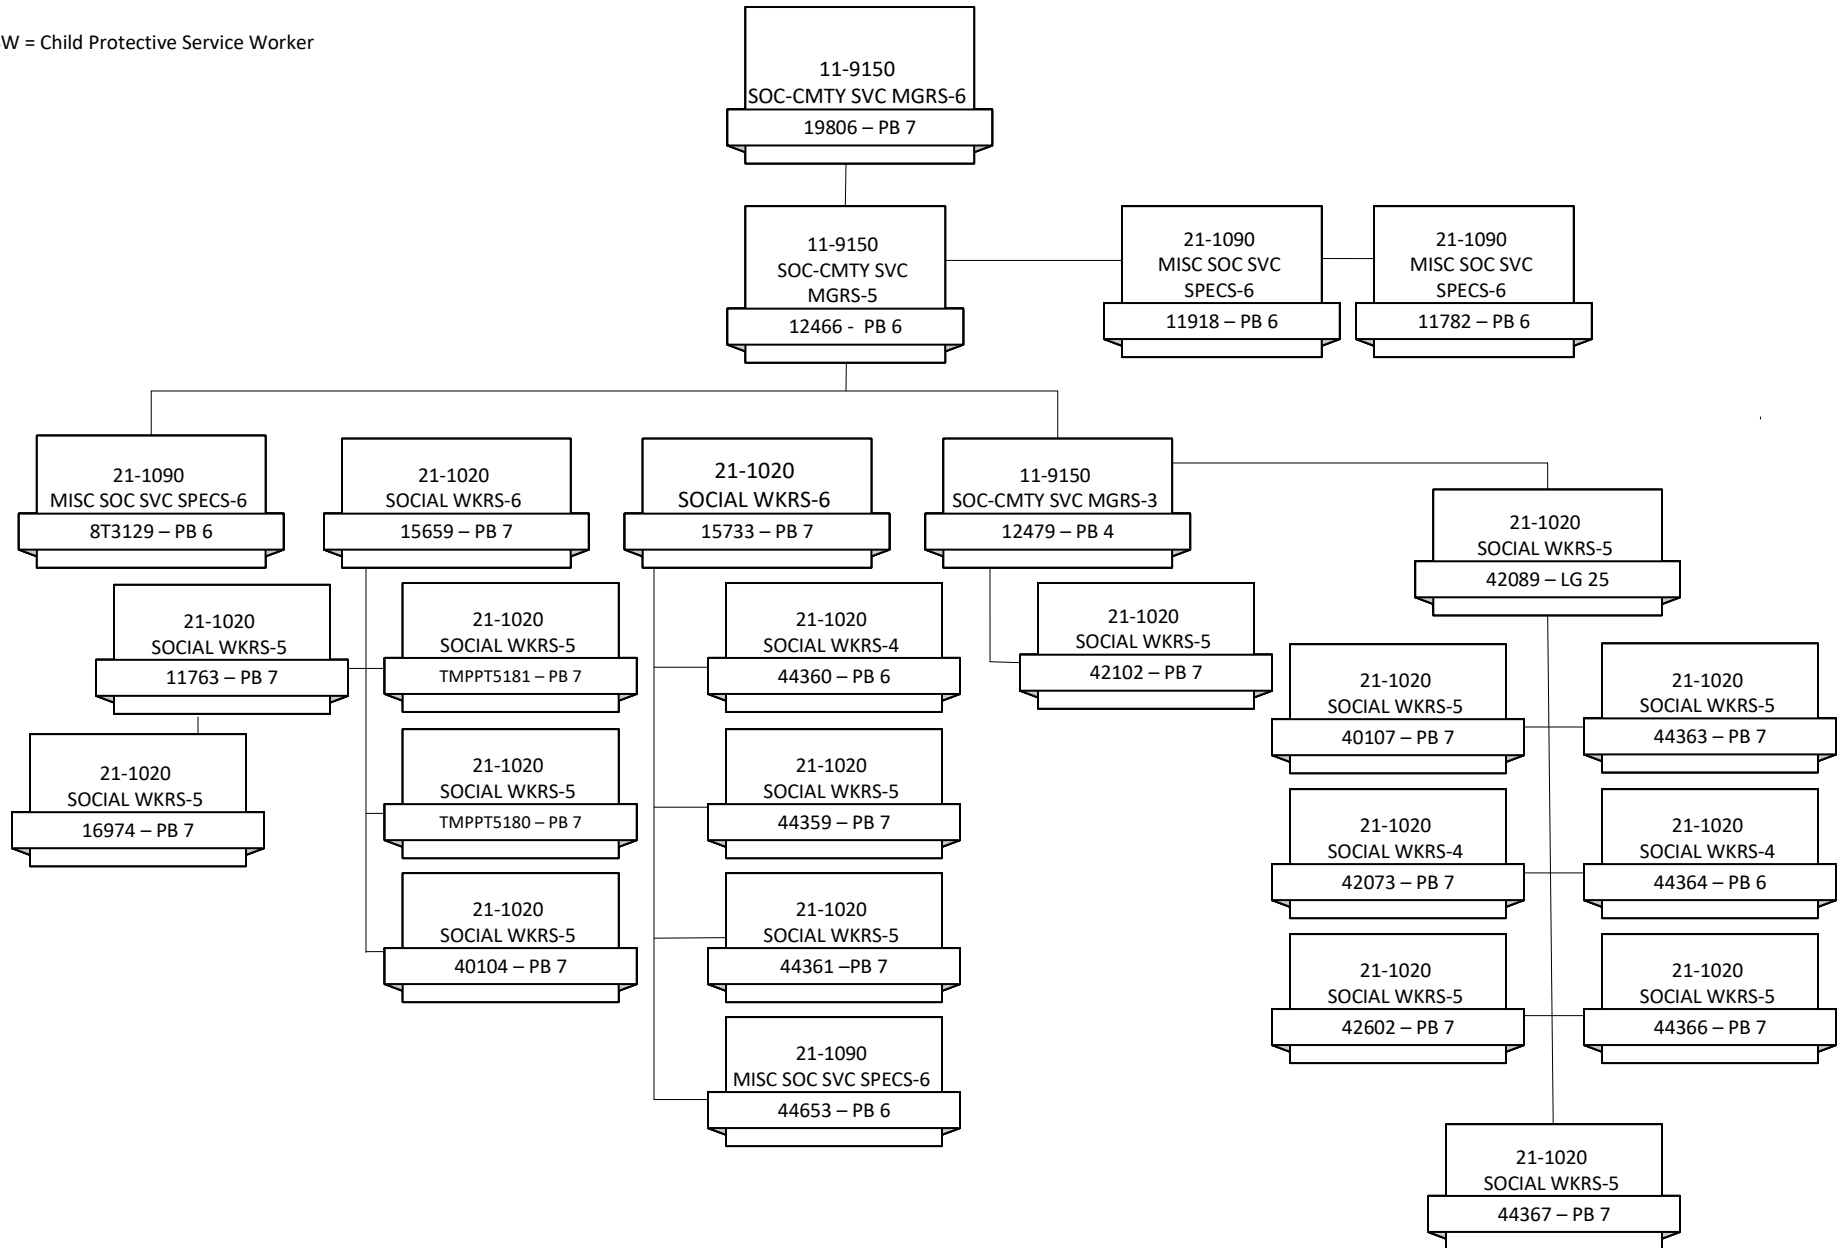 W = Child Protective Service Worker
11-9150
SOC-CMTY SVC MGRS-6
19806 – PB 7
11-9150
SOC-CMTY SVC
MGRS-5
12466 - PB 6
21-1090
MISC SOC SVC
SPECS-6
11918 – PB 6
21-1090
MISC SOC SVC
SPECS-6
11782 – PB 6
21-1090
MISC SOC SVC SPECS-6
8T3129 – PB 6
21-1020
SOCIAL WKRS-6
15659 – PB 7
21-1020
SOCIAL WKRS-6
15733 – PB 7
11-9150
SOC-CMTY SVC MGRS-3
12479 – PB 4
21-1020
SOCIAL WKRS-5
42089 – LG 25
21-1020
SOCIAL WKRS-5
11763 – PB 7
21-1020
SOCIAL WKRS-5
16974 – PB 7
21-1020
SOCIAL WKRS-5
TMPPT5181 – PB 7
21-1020
SOCIAL WKRS-5
TMPPT5180 – PB 7
21-1020
SOCIAL WKRS-5
40104 – PB 7
21-1020
SOCIAL WKRS-4
44360 – PB 6
21-1020
SOCIAL WKRS-5
44359 – PB 7
21-1020
SOCIAL WKRS-5
44361 –PB 7
21-1090
MISC SOC SVC SPECS-6
44653 – PB 6
21-1020
SOCIAL WKRS-5
42102 – PB 7
21-1020
SOCIAL WKRS-5
40107 – PB 7
21-1020
SOCIAL WKRS-5
44363 – PB 7
21-1020
SOCIAL WKRS-4
42073 – PB 7
21-1020
SOCIAL WKRS-4
44364 – PB 6
21-1020
SOCIAL WKRS-5
42602 – PB 7
21-1020
SOCIAL WKRS-5
44366 – PB 7
21-1020
SOCIAL WKRS-5
44367 – PB 7